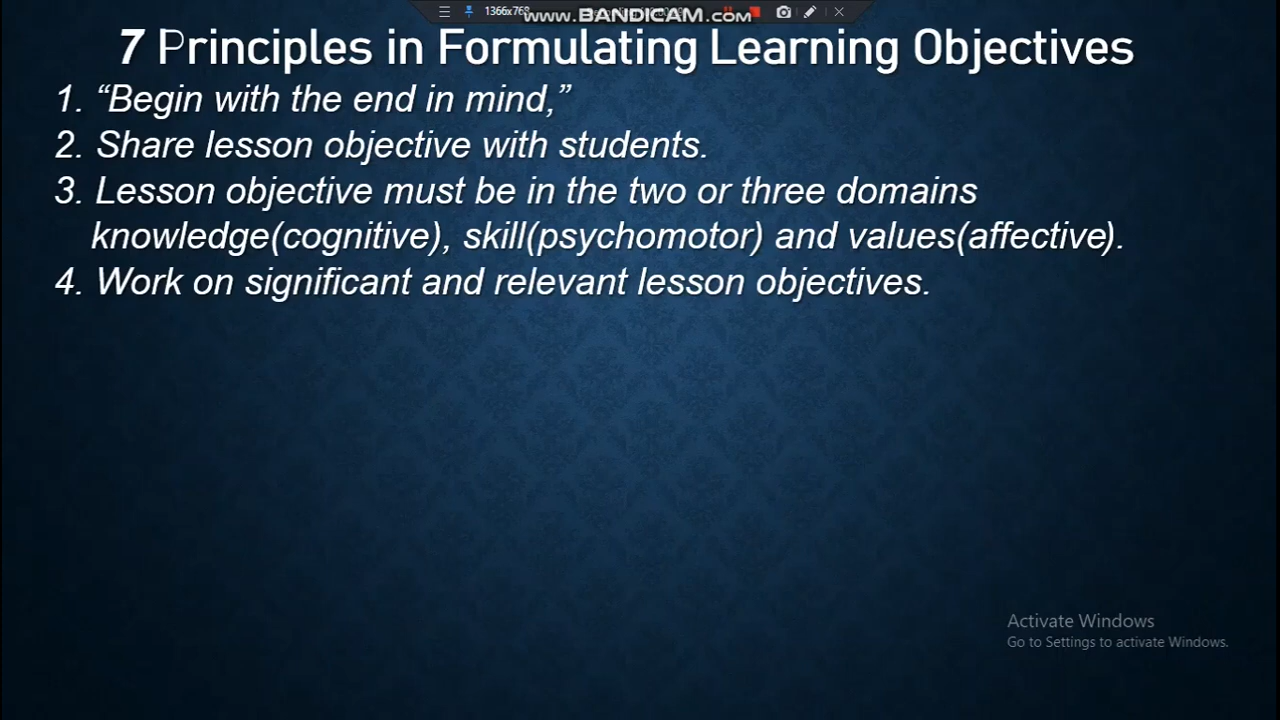 1366x768
www.BANDICAM.com
7 Principles in Formulating Learning Objectives
1. “Begin with the end in mind,”
2. Share lesson objective with students.
3. Lesson objective must be in the two or three domains
knowledge(cognitive), skill(psychomotor) and values(affective).
4. Work on significant and relevant lesson objectives.
Activate Windows
Go to Settings to activate Windows.